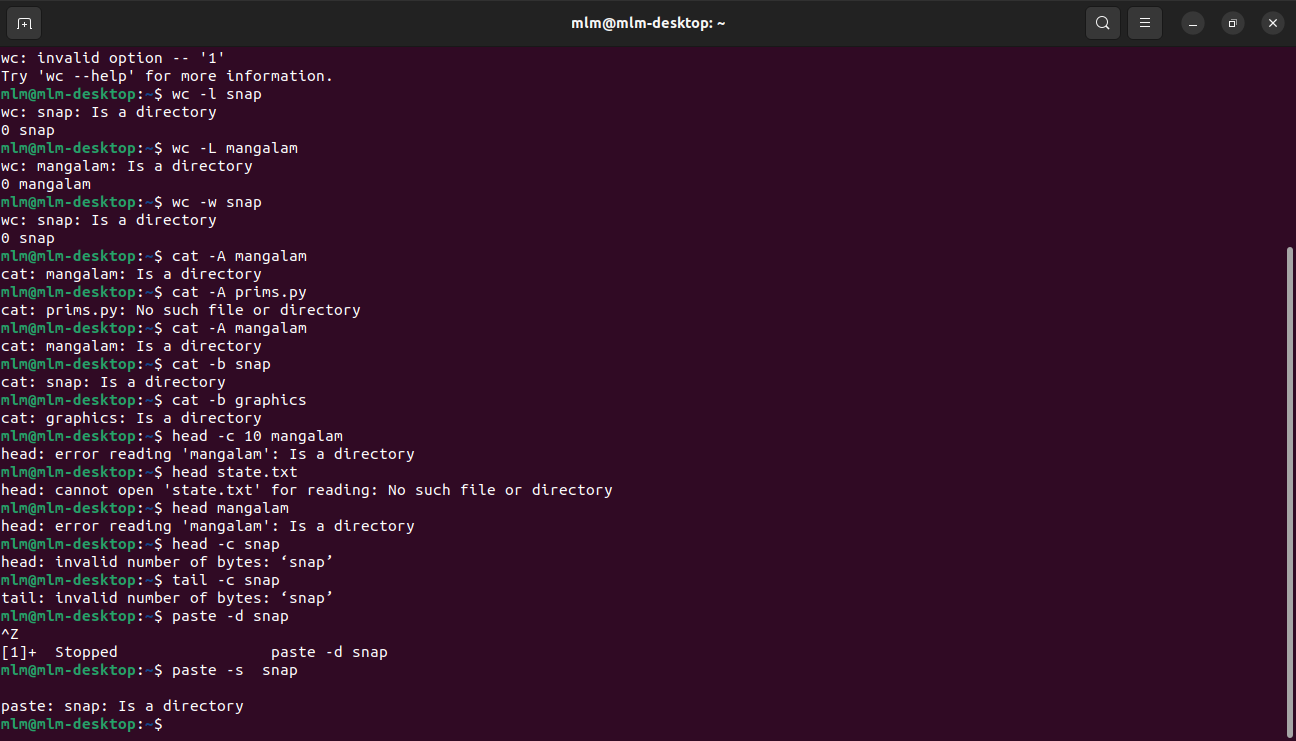 mlm@mlm-desktop: ~
wc: invalid option -- '1'
Try 'wc --help' for more information.
mlm@mlm-desktop:~$ wc -l snap
wc: snap: Is a directory
0 snap
mlm@mlm-desktop:~$ wc -L mangalam
wc: mangalam: Is a directory
0 mangalam
mlm@mlm-desktop:~$ wc -w snap
wc: snap: Is a directory
0 snap
mlm@mlm-desktop:~$ cat -A mangalam
cat: mangalam: Is a directory
mlm@mlm-desktop:~$ cat -A prims.py
cat: prims.py: No such file or directory
mlm@mlm-desktop:~$ cat -A mangalam
cat: mangalam: Is a directory
mlm@mlm-desktop:~$ cat -b snap
cat: snap: Is a directory
mlm@mlm-desktop:~$ cat -b graphics
cat: graphics: Is a directory
mlm@mlm-desktop:~$ head -c 10 mangalam
head: error reading 'mangalam': Is a directory
mlm@mlm-desktop:~$ head state.txt
head: cannot open 'state.txt' for reading: No such file or directory
mlm@mlm-desktop:~$ head mangalam
head: error reading 'mangalam': Is a directory
mlm@mlm-desktop:~$ head -c snap
head: invalid number of bytes: ‘snap’
mlm@mlm-desktop:~$ tail -c snap
tail: invalid number of bytes: ‘snap’
mlm@mlm-desktop:~$ paste -d snap
^Z
[1]+  Stopped                 paste -d snap
mlm@mlm-desktop:~$ paste -s  snap
paste: snap: Is a directory
mlm@mlm-desktop:~$